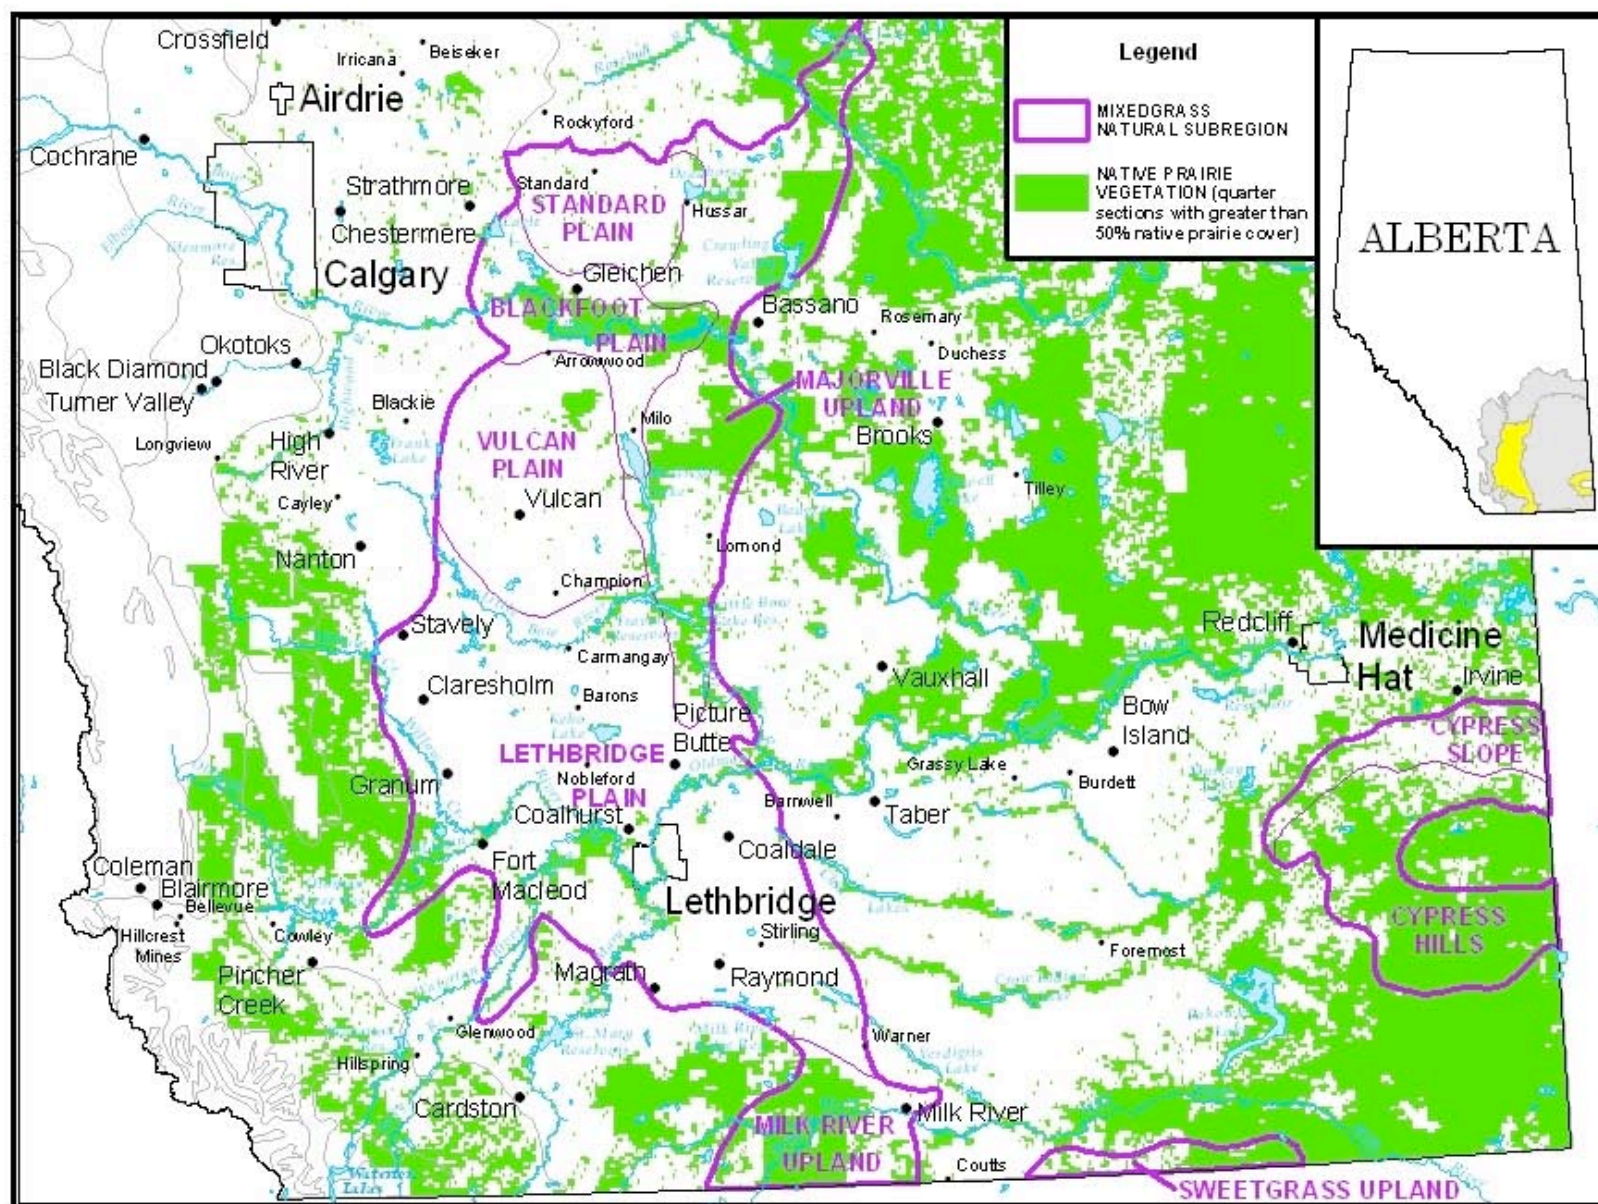 Crossfield
Irricana
Beiseker
Airdrie
Rockyford
Cochrane
Strathmore
Chestermere
Calgary
Standard
STANDARD
PLAIN
Hussar
Gleichen
BLACKFOOT
PLAIN
Bassano
Rosemary
Duchess
Okotoks
Black Diamond
Turner Valley
Arrowwood
MAJORVILLE
UPLAND
Blackie
Milo
Brooks
Longview
High
River
VULCAN
PLAIN
Cayley
Vulcan
Tilley
Nanton
Lomond
Champion
Stavely
Carmangay
Redcliff
Medicine
Hat
Irvine
Claresholm
Barons
Vauxhall
Picture
Butte
Bow
Island
CYPRESS
SLOPE
LETHBRIDGE
PLAIN
Nobleford
Grassy Lake
Burdett
Granum
Barnwell
Taber
Coalhurst
Coaldale
Fort
Macleod
Coleman
Blairmore
Bellevue
Hillcrest
Mines
Cowley
Lethbridge
Stirling
CYPRESS
HILLS
Foremost
Pincher
Creek
Magrath
Raymond
Glenwood
Warner
Hillspring
Cardston
Milk River
MILK RIVER
UPLAND
Coutts
SWEETGRASS UPLAND
Legend
MIXEDGRASS
NATURAL SUBREGION
NATIVE PRAIRIE
VEGETATION (quarter
sections with greater than
50% native prairie cover)
ALBERTA